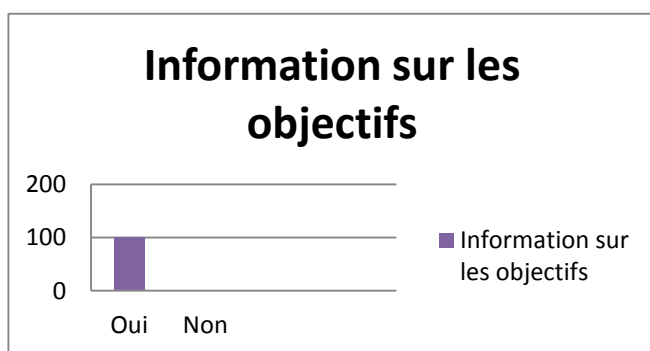 Information sur les
objectifs
200
100
0
Oui Non
Information sur
les objectifs